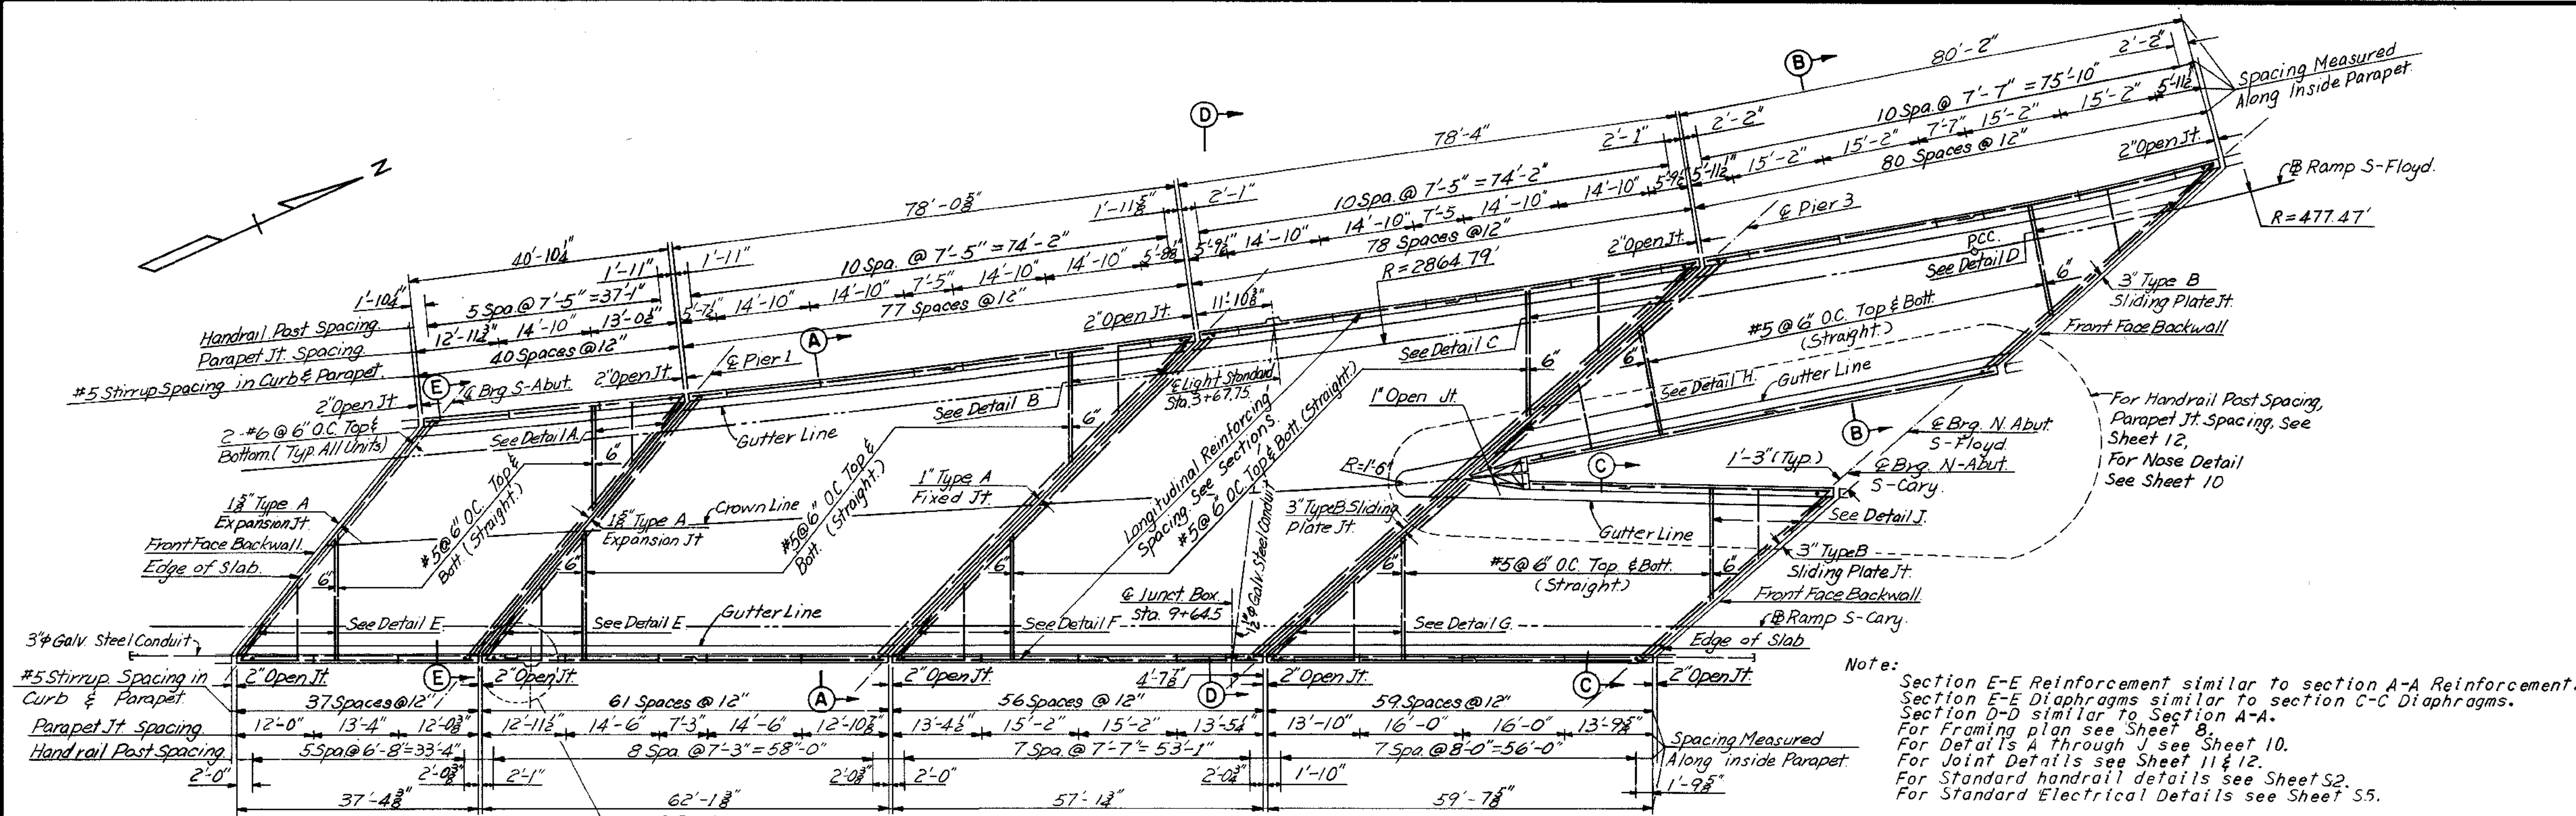 80'-2"
2'-2"
Spacing Measured
Along Inside Parapet.
10 Spa. @ 7'-7" = 75'-10"
B
2'-2"
15'-2" 15'-2" 7'-7" 15'-2" 15'-2" 5'-11½"
80 Spaces @ 12"
2" Open Jt.
℄ Ramp S-Floyd.
R=477.47'
D
78'-4"
2'-1"
10 Spa. @ 7'-5" = 74'-2"
2'-1"
14'-10" 14'-10" 7'-5 14'-10" 14'-10"
78 Spaces @12"
2" Open Jt.
℄ Pier 3
R=2864.79'
N
78'-0⅝"
1'-11⅝"
10 Spa. @ 7'-5" = 74'-2"
1'-11"
14'-10" 14'-10" 7'-5" 14'-10" 14'-10"
77 Spaces @ 12"
2" Open Jt.
11'-10⅜"
40'-10¼"
1'-11"
1'-10¼"
5 Spa @ 7'-5" = 37'-1"
12'-11¾" 14'-10" 13'-0½"
40 Spaces @ 12"
Handrail Post Spacing.
Parapet Jt. Spacing.
#5 Stirrup Spacing in Curb & Parapet.
E
℄ Brg S-Abut.
2" Open Jt.
2" Open Jt.
A
℄ Pier 1
PCC.
See Detail D
6"
3" Type B
Sliding Plate Jt.
Front Face Backwall
#5 @ 6" O.C. Top & Bott.
(Straight.)
See Detail C
6"
6"
See Detail H.
Gutter Line
℄ Light Standard
Sta. 3+67.75.
1" Open Jt.
See Detail B
6"
Gutter Line
2-#6 @ 6" O.C. Top &
Bottom. (Typ. All Units)
See Detail A.
6"
B
℄ Brg. N. Abut.
S-Floyd.
℄ Brg. N-Abut.
S-Cary.
1'-3" (Typ.)
For Handrail Post Spacing,
Parapet Jt. Spacing, See
Sheet 12,
For Nose Detail
See Sheet 10
C
R=1'-6"
Longitudinal Reinforcing
Spacing. See Sections.
#5 @ 6" O.C. Top & Bott. (Straight.)
#5 @ 6" O.C. Top &
Bott. (Straight.)
#5 @ 6" O.C. Top &
Bott. (Straight.)
1" Type A
Fixed Jt.
Crown Line
1⅝" Type A
Expansion Jt
1⅜" Type A
Expansion Jt.
Front Face Backwall.
Edge of Slab.
3" Type B Sliding
Plate Jt.
Galv. Steel Conduit
Gutter Line
See Detail J.
3" Type B
Sliding Plate Jt.
Front Face Backwall
#5 @ 6" O.C. Top & Bott.
(Straight.)
6" 6" 6" 6" 6"
℄ Junct. Box.
Sta. 9+64.5
Gutter Line
See Detail E. See Detail E See Detail F See Detail G.
℄ Ramp S-Cary.
Edge of Slab
3"φ Galv. Steel Conduit
#5 Stirrup Spacing in
Curb & Parapet
2" Open Jt. E 2" Open Jt. A 2" Open Jt. 4'-7⅞" D 2" Open Jt. C 2" Open Jt.
37 Spaces @ 12" 61 Spaces @ 12" 56 Spaces @ 12" 59 Spaces @ 12"
Parapet Jt. Spacing 12'-0" 13'-4" 12'-0⅜" 12'-11½" 14'-6" 7'-3" 14'-6" 12'-10⅞" 13'-4½" 15'-2" 15'-2" 13'-5¼" 13'-10" 16'-0" 16'-0" 13'-9⅝"
Handrail Post Spacing 5 Spa @ 6'-8" = 33'-4" 8 Spa. @ 7'-3" = 58'-0" 7 Spa. @ 7'-7" = 53'-1" 7 Spa. @ 8'-0" = 56'-0"
Spacing Measured
Along inside Parapet.
2'-0" 2'-0⅜" 2'-1" 2'-0⅜" 2'-0" 2'-0¾" 1'-10" 1'-9⅝"
37'-4⅜" 62'-1⅜" 57'-1¾" 59'-7⅝"
Note:
Section E-E Reinforcement similar to section A-A Reinforcement.
Section E-E Diaphragms similar to section C-C Diaphragms.
Section D-D similar to Section A-A.
For Framing plan see Sheet 8.
For Details A through J see Sheet 10.
For Joint Details see Sheet 11 & 12.
For Standard handrail details see Sheet S2.
For Standard Electrical Details see Sheet S5.